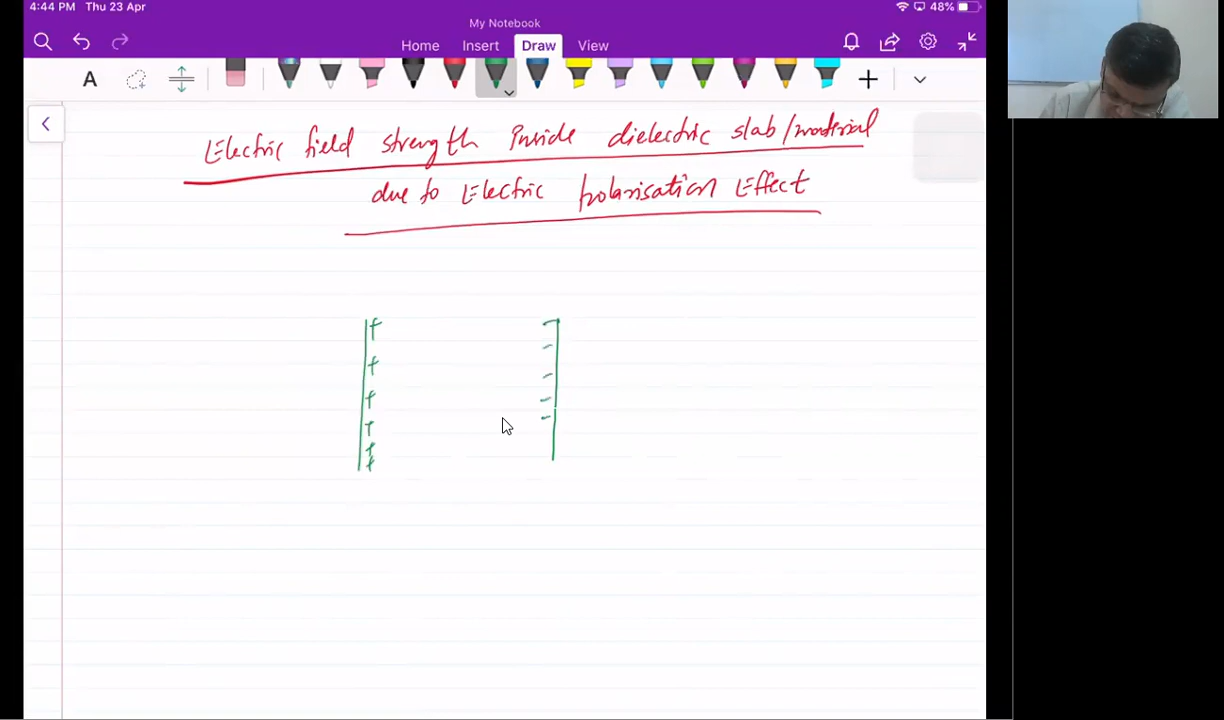 4:44 PM Thu 23 Apr
48%
My Notebook
Home Insert Draw View
A
Electric field strength inside dielectric slab/material
due to Electric polarisation Effect
+ -
+ -
+ -
+ -
+ -
+